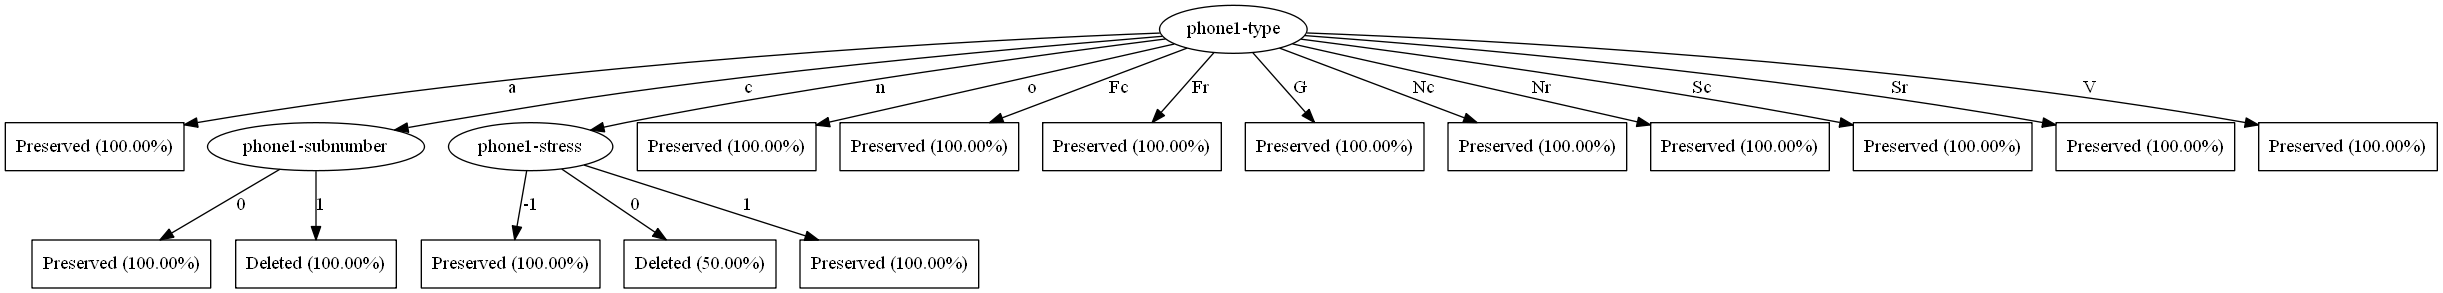 phone1-type
a
c
n
o
Fc
Fr
G
Nc
Nr
Sc
Sr
V
Preserved (100.00%)
phone1-subnumber
phone1-stress
Preserved (100.00%)
Preserved (100.00%)
Preserved (100.00%)
Preserved (100.00%)
Preserved (100.00%)
Preserved (100.00%)
Preserved (100.00%)
Preserved (100.00%)
Preserved (100.00%)
0
1
-1
0
1
Preserved (100.00%)
Deleted (100.00%)
Preserved (100.00%)
Deleted (50.00%)
Preserved (100.00%)